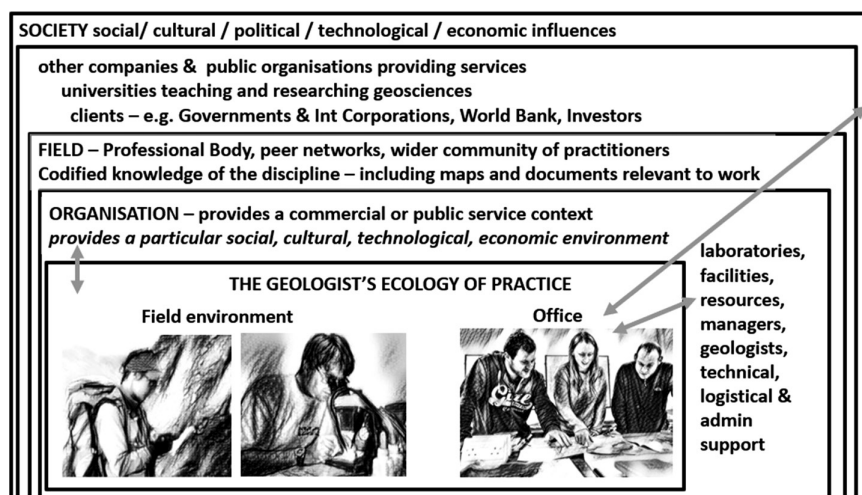 SOCIETY social/ cultural / political / technological / economic influences
other companies & public organisations providing services
universities teaching and researching geosciences
clients – e.g. Governments & Int Corporations, World Bank, Investors
FIELD – Professional Body, peer networks, wider community of practitioners
Codified knowledge of the discipline – including maps and documents relevant to work
ORGANISATION – provides a commercial or public service context
provides a particular social, cultural, technological, economic environment
THE GEOLOGIST'S ECOLOGY OF PRACTICE
Field environment
Office
laboratories,
facilities,
resources,
managers,
geologists,
technical,
logistical &
admin
support